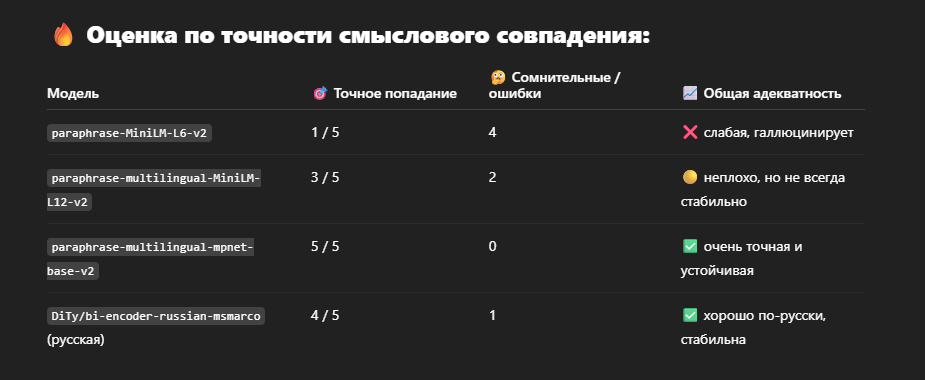 🔥 Оценка по точности смыслового совпадения:
🤔 Сомнительные /
Модель 🎯 Точное попадание ошибки 📈 Общая адекватность
paraphrase-MiniLM-L6-v2 1 / 5 4 ❌ слабая, галлюцинирует
paraphrase-multilingual-MiniLM- 3 / 5 2 🟡 неплохо, но не всегда
L12-v2 стабильно
paraphrase-multilingual-mpnet- 5 / 5 0 ✅ очень точная и
base-v2 устойчивая
DiTy/bi-encoder-russian-msmarco 4 / 5 1 ✅ хорошо по-русски,
(русская) стабильна